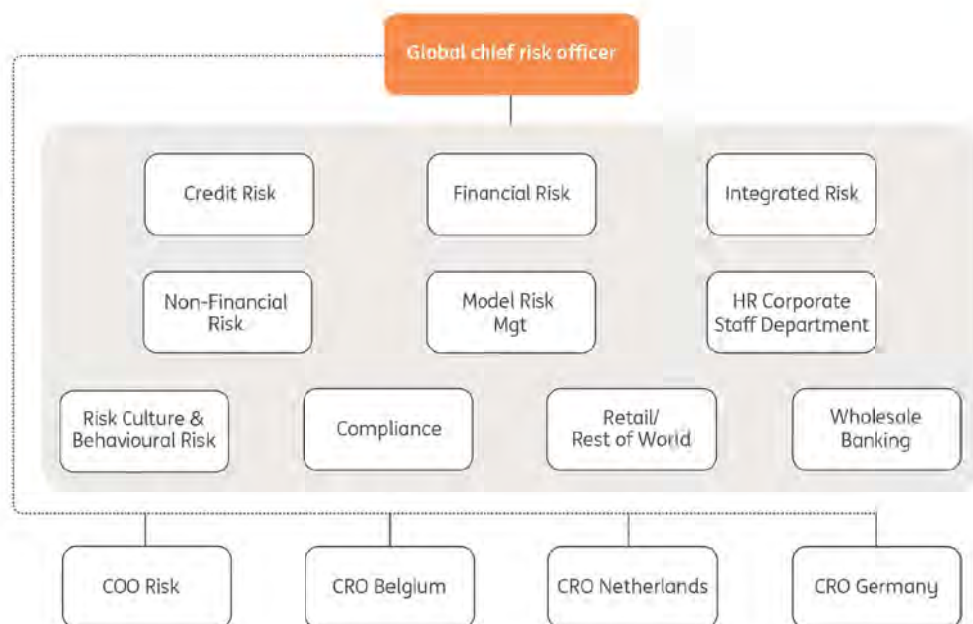 Global chief risk officer
Credit Risk
Financial Risk
Integrated Risk
Non-Financial
Risk
Model Risk
Mgt
HR Corporate
Staff Department
Risk Culture &
Behavioural Risk
Compliance
Retail/
Rest of World
Wholesale
Banking
COO Risk
CRO Belgium
CRO Netherlands
CRO Germany